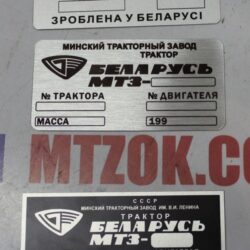 ЗРОБЛЕНА У БЕЛАРУСІ
МИНСКИЙ ТРАКТОРНЫЙ ЗАВОД
ТРАКТОР
БЕЛАРУСЬ
МТЗ-
№ ТРАКТОРА
№ ДВИГАТЕЛЯ
МАССА
199
MTZOK.COM
СССР
МИНСКИЙ ТРАКТОРНЫЙ ЗАВОД ИМ. В.И. ЛЕНИНА
ТРАКТОР
БЕЛАРУСЬ
МТЗ-